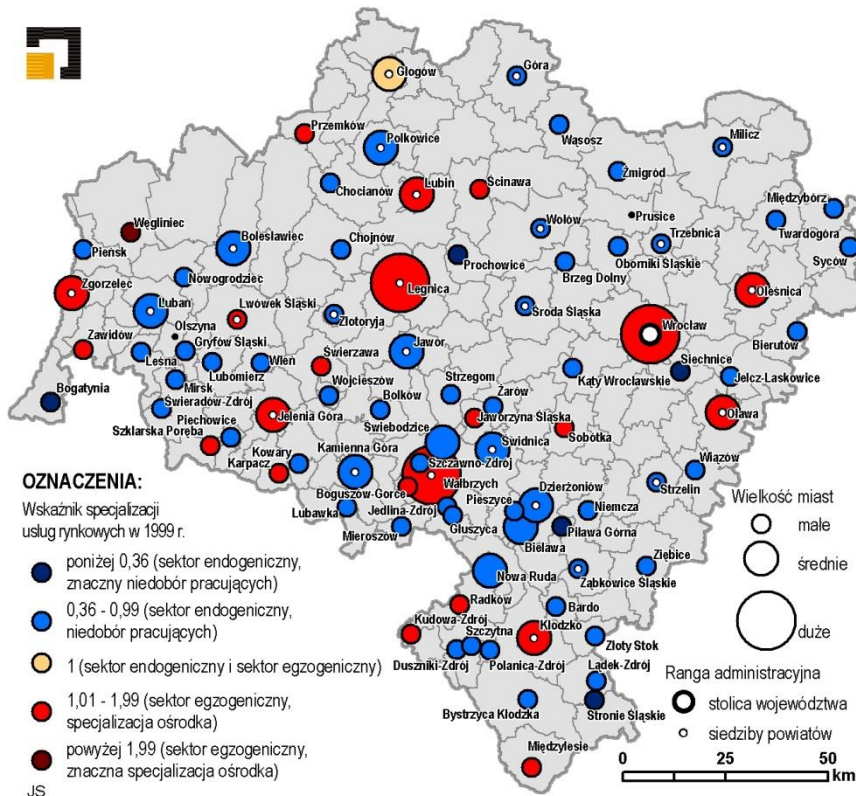 Głogów
Góra
Przemków
Polkowice
Wąsosz
Milicz
Żmigród
Chocianów
Lubin
Ścinawa
Międzybórz
Węgliniec
Prusice
Wołów
Twardogóra
Bolesławiec
Chojnów
Trzebnica
Pieńsk
Prochowice
Oborniki Śląskie
Syców
Nowogrodziec
Brzeg Dolny
Zgorzelec
Legnica
Oleśnica
Lubań
Lwówek Śląski
Środa Śląska
Złotoryja
Wrocław
Olszyna
Zawidów
Gryfów Śląski
Jawor
Bierutów
Leśna
Wleń
Świerzawa
Siechnice
Lubomierz
Kąty Wrocławskie
Jelcz-Laskowice
Mirsk
Wojcieszów
Strzegom
Bogatynia
Świeradów-Zdrój
Bolków
Żarów
Piechowice
Jelenia Góra
Jaworzyna Śląska
Oława
Szklarska Poręba
Świebodzice
Sobótka
Kowary
Kamienna Góra
Świdnica
Karpacz
Szczawno-Zdrój
Wiązów
Wałbrzych
Dzierżoniów
Strzelin
Boguszów-Gorce
Pieszyce
Lubawka
Jedlina-Zdrój
Niemcza
Głuszyca
Mieroszów
Piława Górna
Bielawa
Ziębice
Nowa Ruda
Ząbkowice Śląskie
Radków
Bardo
Kudowa-Zdrój
Kłodzko
Szczytna
Złoty Stok
Duszniki-Zdrój
Polanica-Zdrój
Lądek-Zdrój
Bystrzyca Kłodzka
Stronie Śląskie
Międzylesie
OZNACZENIA:
Wskaźnik specjalizacji
usług rynkowych w 1999 r.
poniżej 0,36 (sektor endogeniczny,
znaczny niedobór pracujących)
0,36 - 0,99 (sektor endogeniczny,
niedobór pracujących)
1 (sektor endogeniczny i sektor egzogeniczny)
1,01 - 1,99 (sektor egzogeniczny,
specjalizacja ośrodka)
powyżej 1,99 (sektor egzogeniczny,
znaczna specjalizacja ośrodka)
JS
Wielkość miast
małe
średnie
duże
Ranga administracyjna
stolica województwa
siedziby powiatów
0 25 50
km